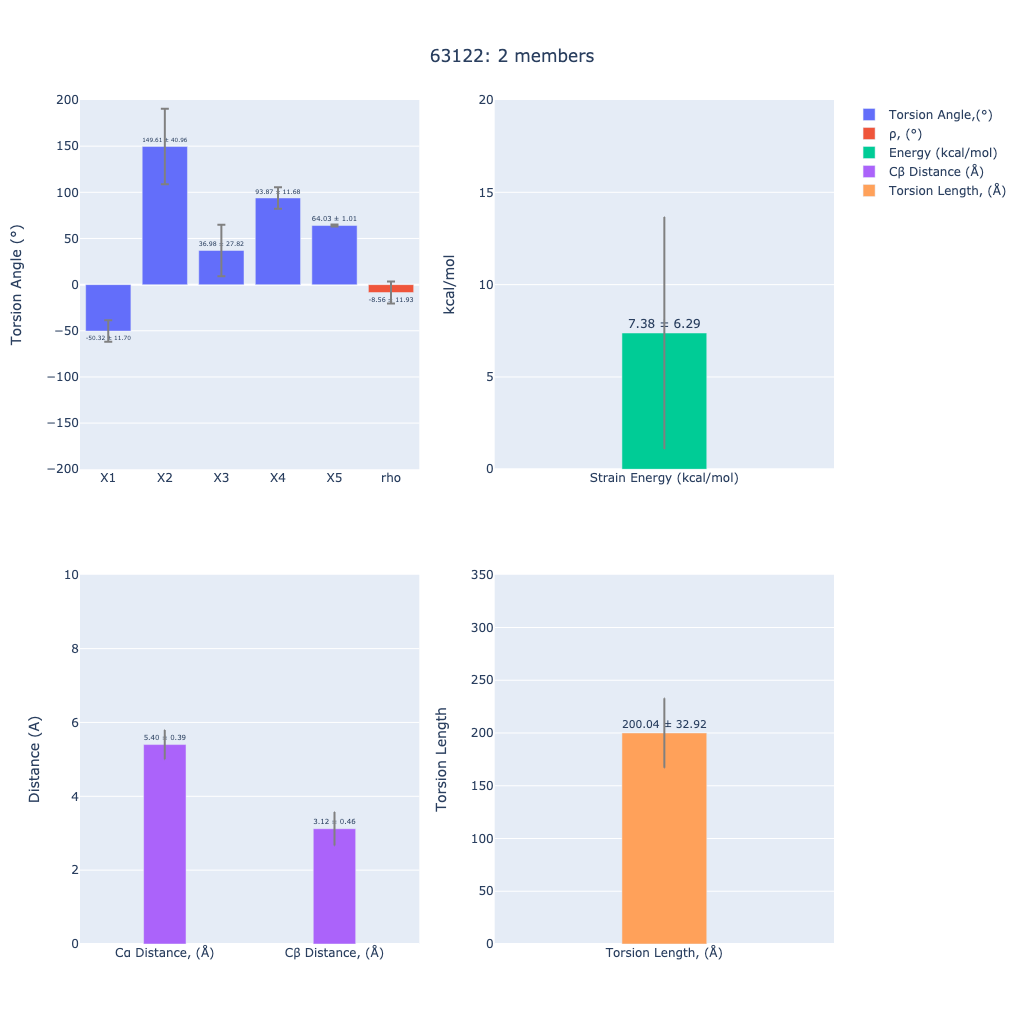 63122: 2 members
Torsion Angle (°)
200
150
100
50
0
−50
−100
−150
−200
149.61 ± 40.96
93.87 ± 11.68
64.03 ± 1.01
36.98 ± 27.82
-8.56 ± 11.93
-50.32 ± 11.70
X1 X2 X3 X4 X5 rho
kcal/mol
20
15
10
5
0
7.38 ± 6.29
Strain Energy (kcal/mol)
Torsion Angle,(°)
ρ, (°)
Energy (kcal/mol)
Cβ Distance (Å)
Torsion Length, (Å)
Distance (A)
10
8
6
4
2
0
5.40 ± 0.39
3.12 ± 0.46
Cα Distance, (Å) Cβ Distance, (Å)
Torsion Length
350
300
250
200
150
100
50
0
200.04 ± 32.92
Torsion Length, (Å)